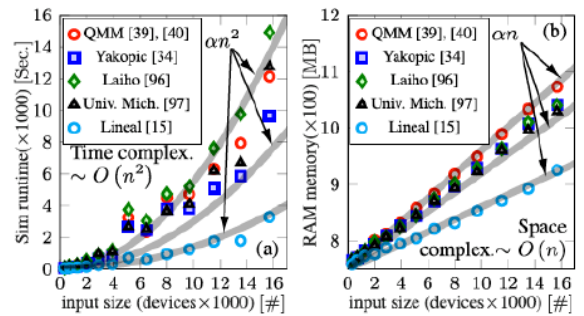 (a)
αn²
QMM [39], [40]
Yakopic [34]
Laiho [96]
Univ. Mich. [97]
Lineal [15]
Time complex.
~ O (n²)
Sim runtime(×1000) [Sec.]
16
14
12
10
8
6
4
2
0
0 2 4 6 8 10 12 14 16
input size (devices×1000) [#]
(b)
αn
QMM [39], [40]
Yakopic [34]
Laiho [96]
Univ. Mich. [97]
Lineal [15]
Space
complex.~ O (n)
RAM memory(×100) [MB]
11
10
9
8
0 2 4 6 8 10 12 14 16
input size (devices×1000) [#]